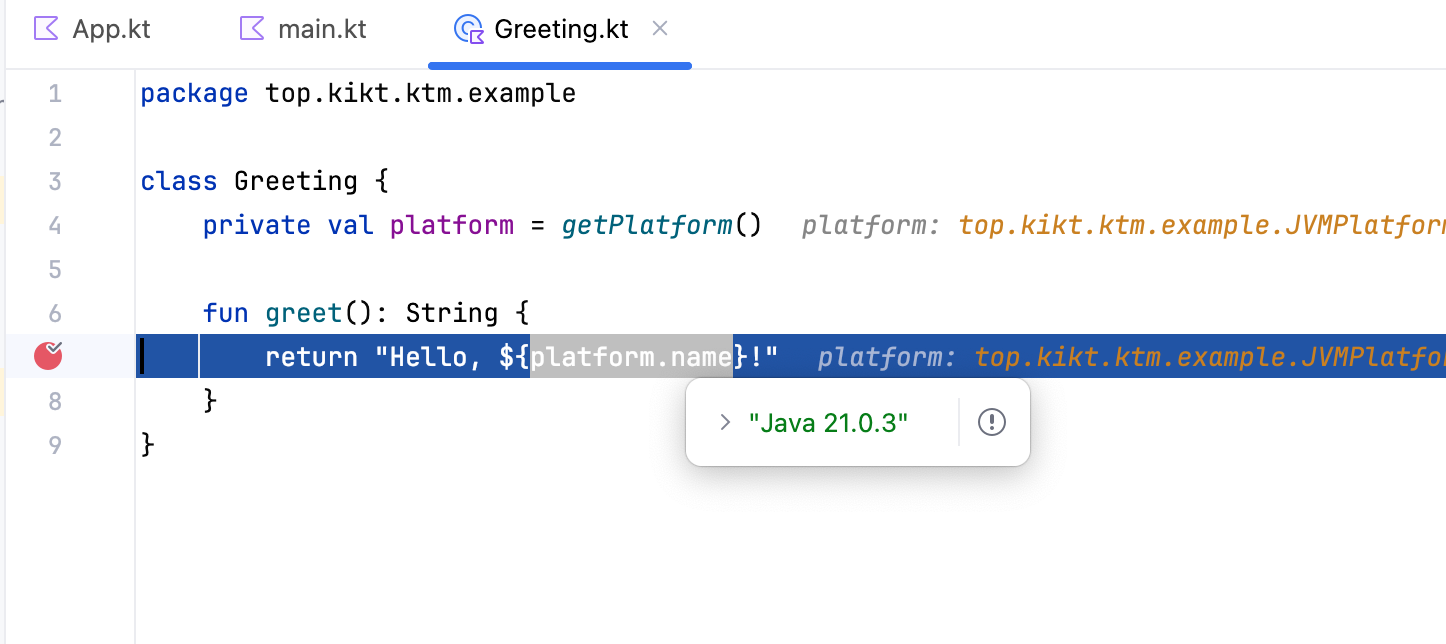 App.kt main.kt Greeting.kt
1 package top.kikt.ktm.example
2
3 class Greeting {
4 private val platform = getPlatform() platform: top.kikt.ktm.example.JVMPlatform
5
6 fun greet(): String {
return "Hello, ${platform.name}!" platform: top.kikt.ktm.example.JVMPlatfo
"Java 21.0.3"
8 }
9 }